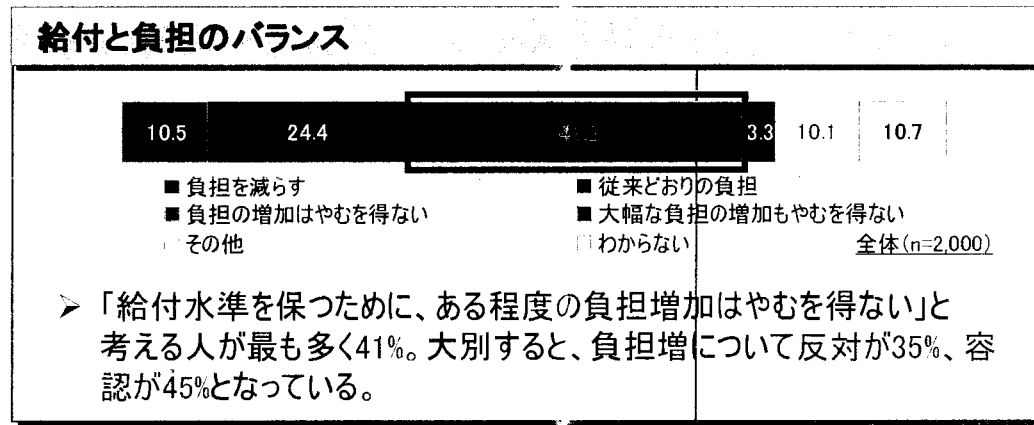 給付と負担のバランス
10.5 24.4 3.3 10.1 10.7
■ 負担を減らす ■ 従来どおりの負担
■ 負担の増加はやむを得ない ■ 大幅な負担の増加もやむを得ない
その他 □ わからない 全体(n=2,000)
➢ 「給付水準を保つために、ある程度の負担増加はやむを得ない」と
考える人が最も多く41%。大別すると、負担増について反対が35%、容
認が45%となっている。